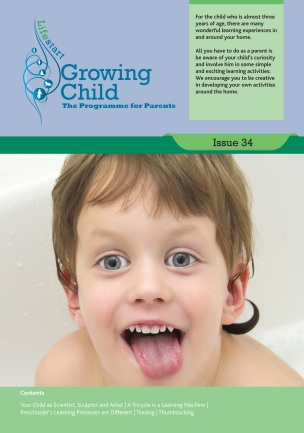 Lifestart
Growing
Child
The Programme for Parents
For the child who is almost three
years of age, there are many
wonderful learning experiences in
and around your home.
All you have to do as a parent is
be aware of your child's curiosity
and involve him in some simple
and exciting learning activities:
We encourage you to be creative
in developing your own activities
around the home.
Issue 34
Contents
Your Child as Scientist, Sculptor and Artist | A Tricycle is a Learning Machine |
Preschooler's Learning Processes are Different | Teasing | Thumbsucking